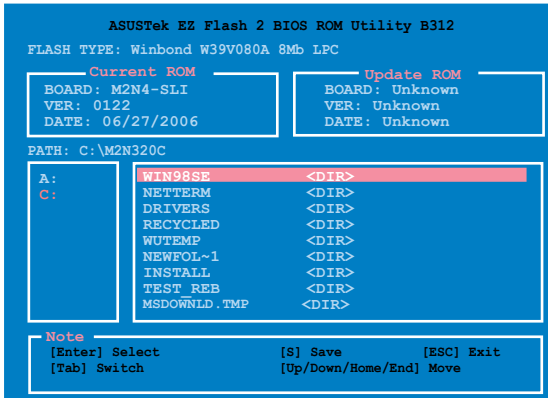 ASUSTek EZ Flash 2 BIOS ROM Utility B312
FLASH TYPE: Winbond W39V080A 8Mb LPC
Current ROM
BOARD: M2N4-SLI
VER: 0122
DATE: 06/27/2006
Update ROM
BOARD: Unknown
VER: Unknown
DATE: Unknown
PATH: C:\M2N320C
A:
C:
WIN98SE <DIR>
NETTERM <DIR>
DRIVERS <DIR>
RECYCLED <DIR>
WUTEMP <DIR>
NEWFOL~1 <DIR>
INSTALL <DIR>
TEST_REB <DIR>
MSDOWNLD.TMP <DIR>
Note
[Enter] Select [S] Save [ESC] Exit
[Tab] Switch [Up/Down/Home/End] Move